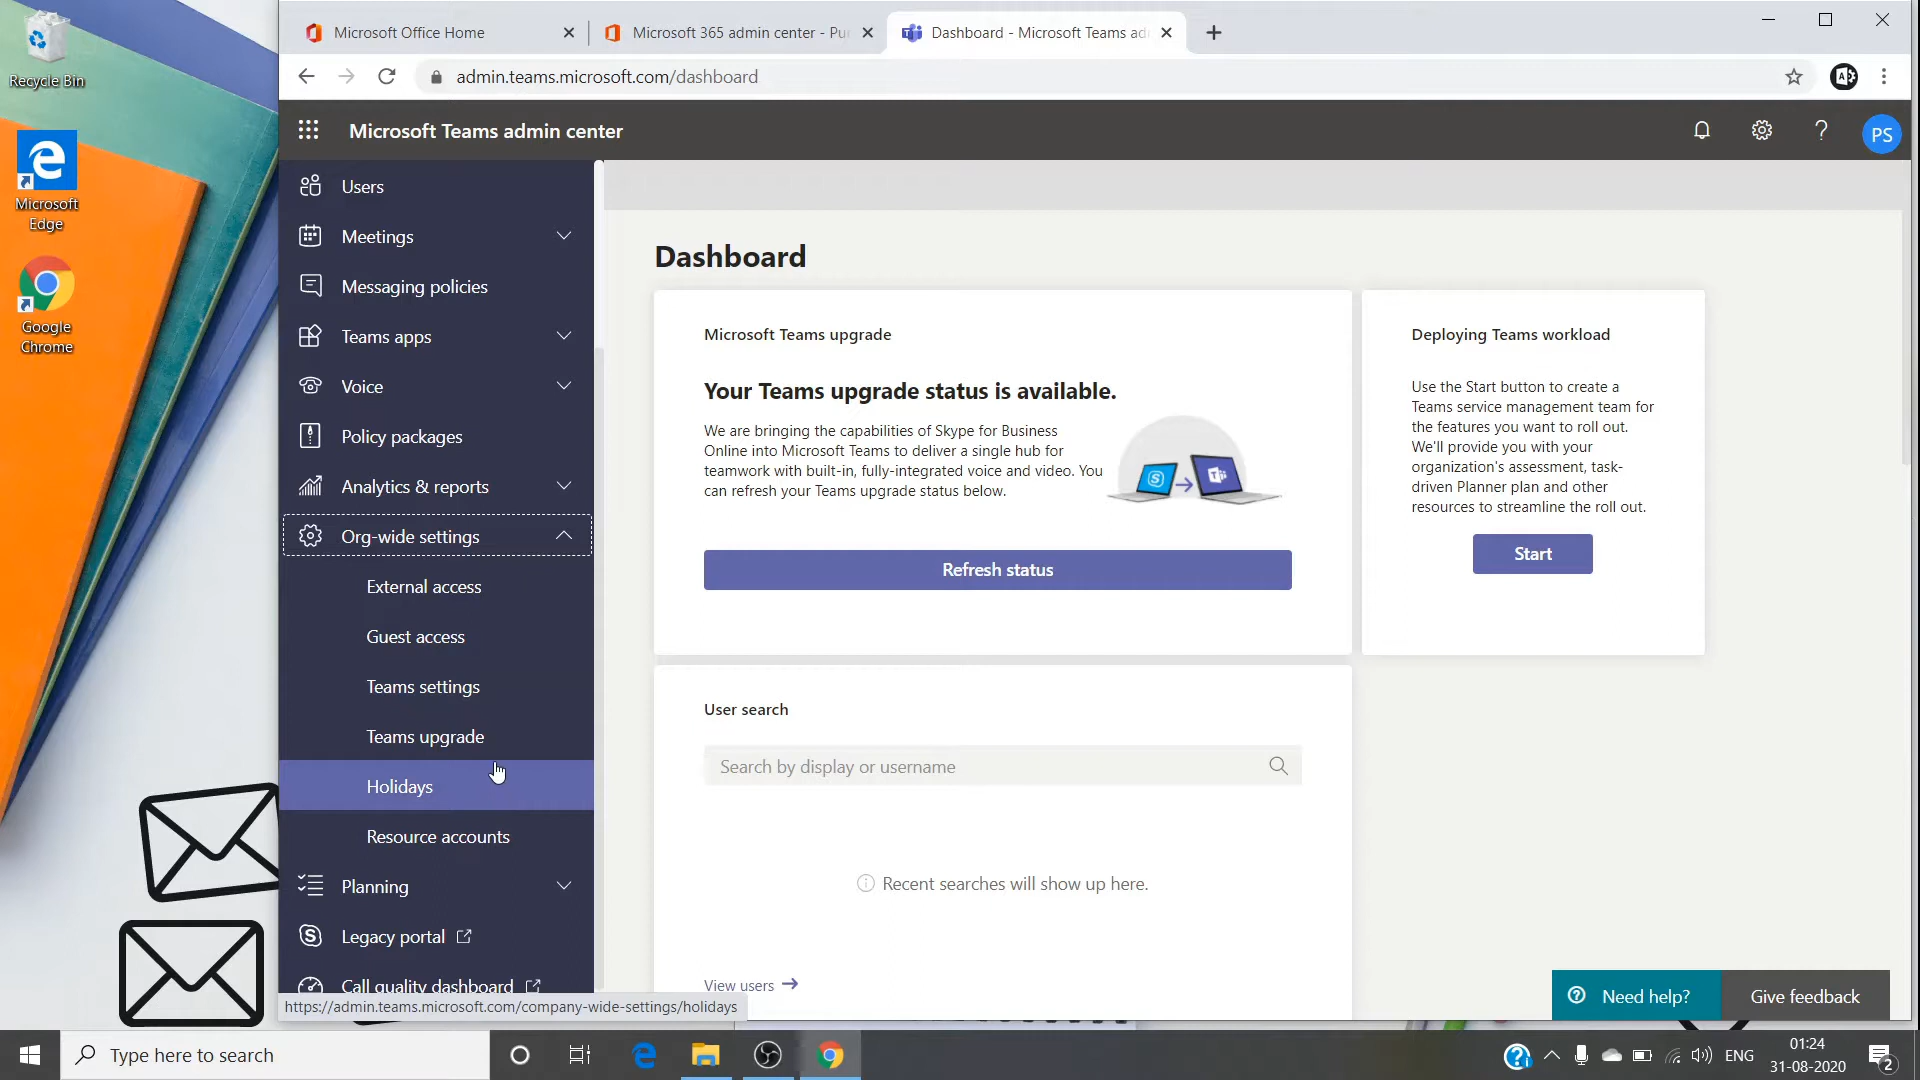 Recycle Bin
Microsoft
Edge
Google
Chrome
Microsoft Office Home
Microsoft 365 admin center - Pu
Dashboard - Microsoft Teams ad
admin.teams.microsoft.com/dashboard
Microsoft Teams admin center
PS
Users
Meetings
Messaging policies
Teams apps
Voice
Policy packages
Analytics & reports
Org-wide settings
External access
Guest access
Teams settings
Teams upgrade
Holidays
Resource accounts
Planning
Legacy portal
Call quality dashboard
https://admin.teams.microsoft.com/company-wide-settings/holidays
Dashboard
Microsoft Teams upgrade
Your Teams upgrade status is available.
We are bringing the capabilities of Skype for Business
Online into Microsoft Teams to deliver a single hub for
teamwork with built-in, fully-integrated voice and video. You
can refresh your Teams upgrade status below.
Refresh status
Deploying Teams workload
Use the Start button to create a
Teams service management team for
the features you want to roll out.
We'll provide you with your
organization's assessment, task-
driven Planner plan and other
resources to streamline the roll out.
Start
User search
Search by display or username
Recent searches will show up here.
View users
Need help?
Give feedback
Type here to search
ENG
01:24
31-08-2020
2